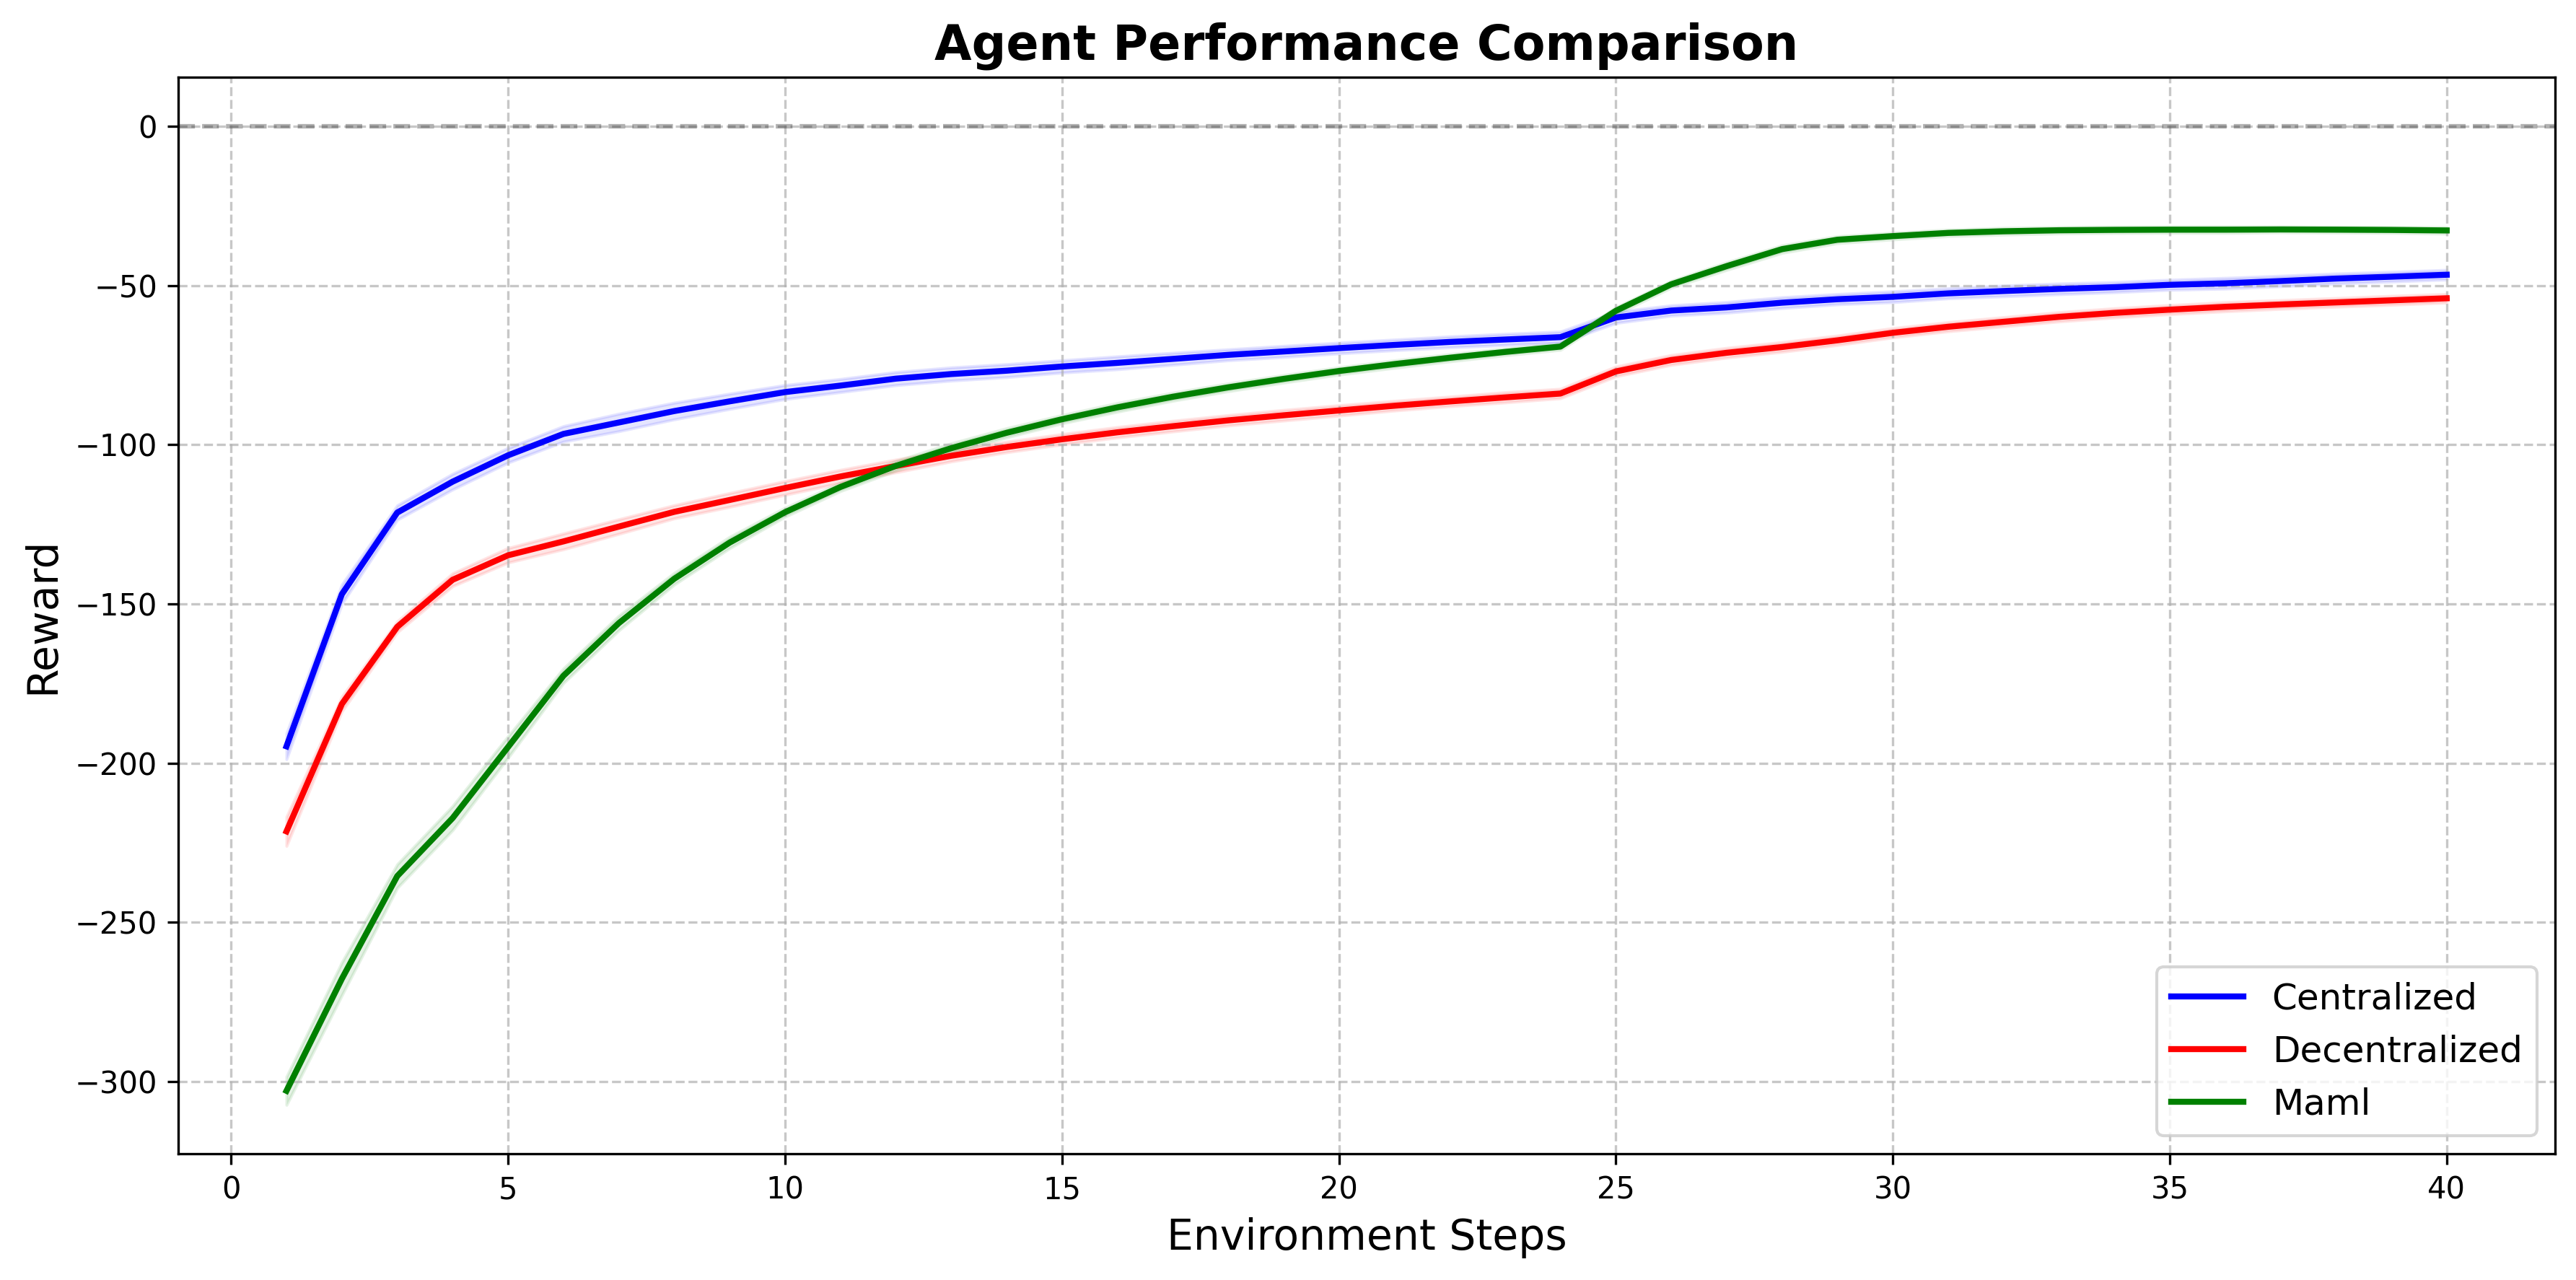 Agent Performance Comparison
Reward
0
−50
−100
−150
−200
−250
−300
0 5 10 15 20 25 30 35 40
Environment Steps
Centralized
Decentralized
Maml